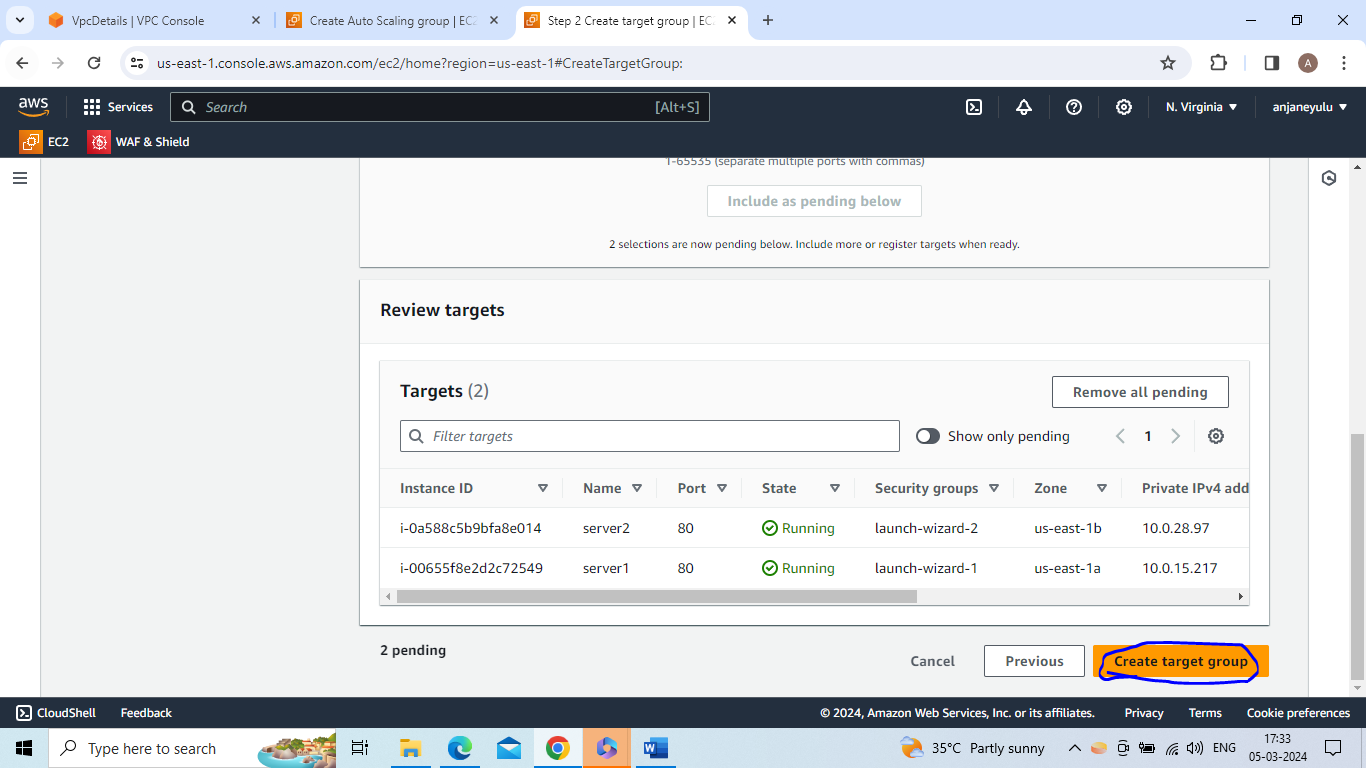 VpcDetails | VPC Console
Create Auto Scaling group | EC2
Step 2 Create target group | EC
us-east-1.console.aws.amazon.com/ec2/home?region=us-east-1#CreateTargetGroup:
A
aws
Services
Search
[Alt+S]
N. Virginia
anjaneyulu
EC2
WAF & Shield
1-65535 (separate multiple ports with commas)
Include as pending below
2 selections are now pending below. Include more or register targets when ready.
Review targets
Targets (2)
Remove all pending
Filter targets
Show only pending
1
Instance ID Name Port State Security groups Zone Private IPv4 add
i-0a588c5b9bfa8e014 server2 80 Running launch-wizard-2 us-east-1b 10.0.28.97
i-00655f8e2d2c72549 server1 80 Running launch-wizard-1 us-east-1a 10.0.15.217
2 pending
Cancel
Previous
Create target group
CloudShell
Feedback
© 2024, Amazon Web Services, Inc. or its affiliates.
Privacy
Terms
Cookie preferences
Type here to search
35°C Partly sunny
ENG
17:33
05-03-2024